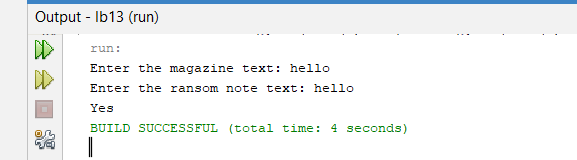 Output - lb13 (run)
run:
Enter the magazine text: hello
Enter the ransom note text: hello
Yes
BUILD SUCCESSFUL (total time: 4 seconds)